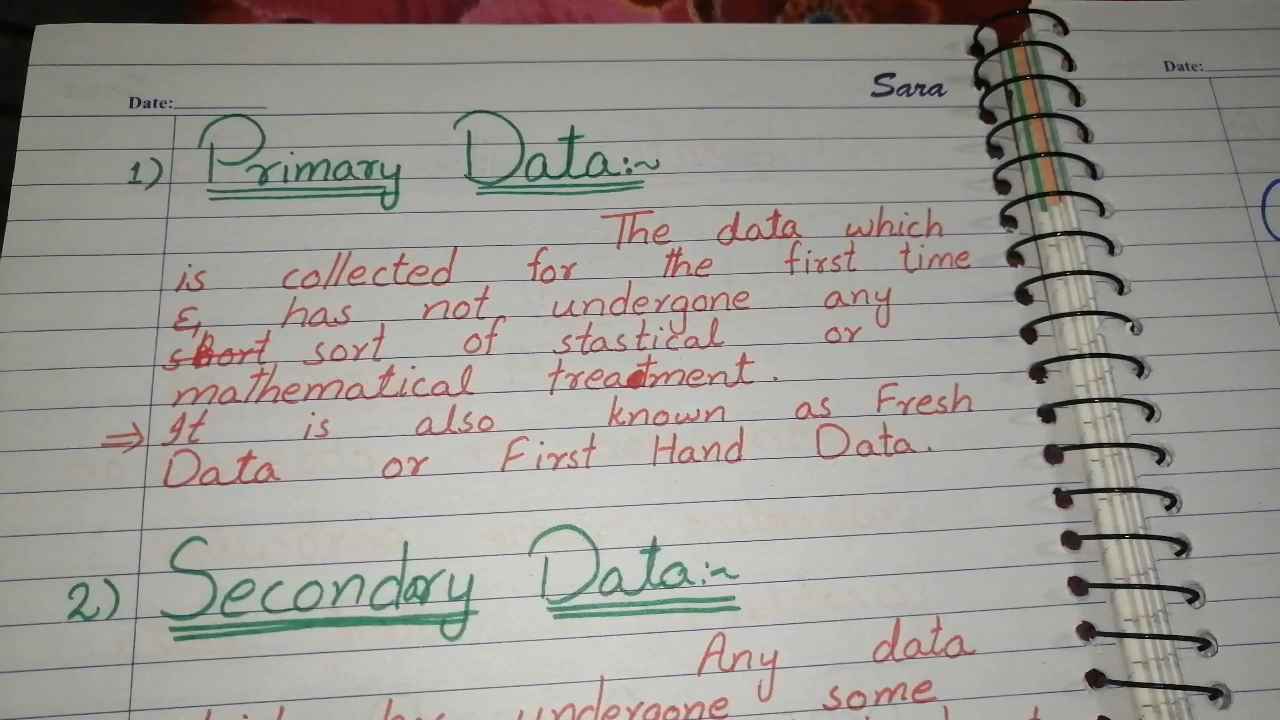 Date:
Sara
Date:
1) Primary Data:~
The data which
is collected for the first time
& has not undergone any
short sort of stastical or
mathematical treatment.
⇒ It is also known as Fresh
Data or First Hand Data.
2) Secondary Data:~
Any data
undergone some